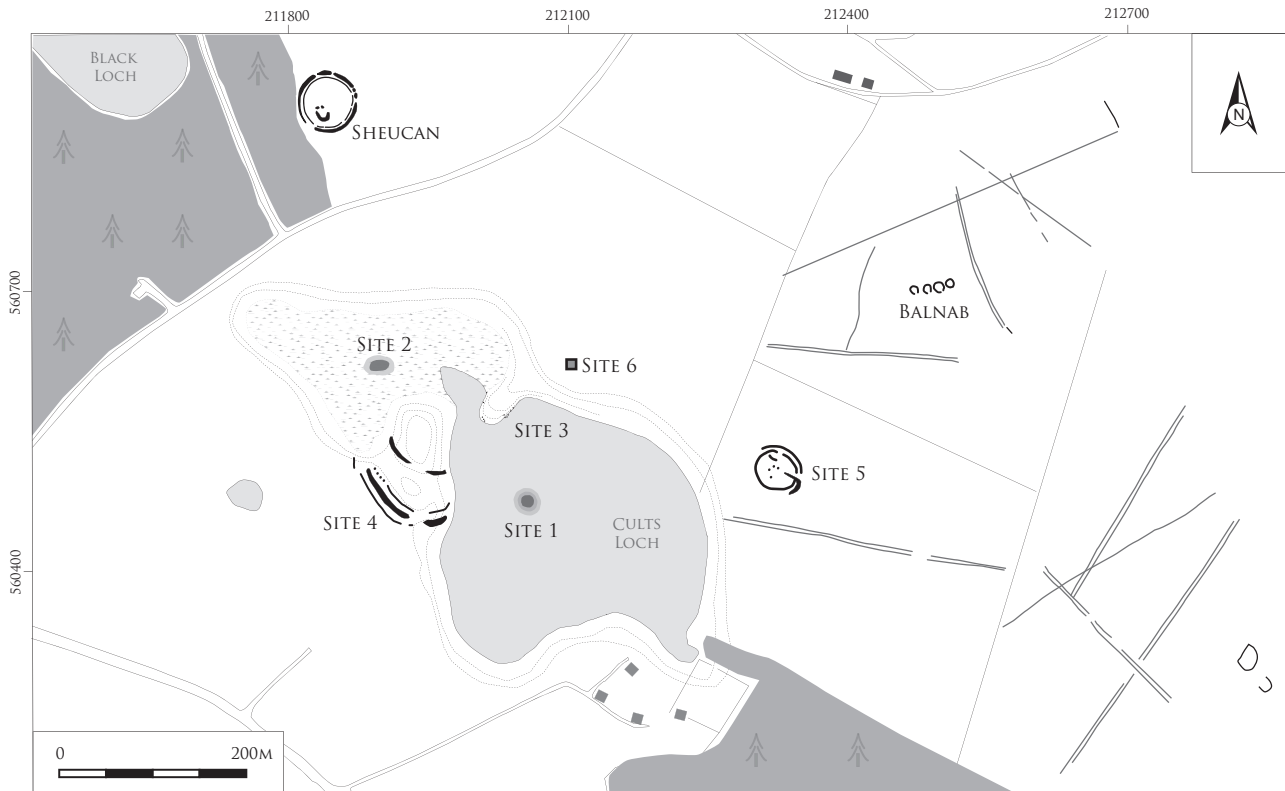 211800
212100
212400
212700
Black
Loch
N
Sheucan
560700
Balnab
Site 2
Site 6
Site 3
Site 5
Site 4
Site 1
Cults
Loch
560400
0
200m